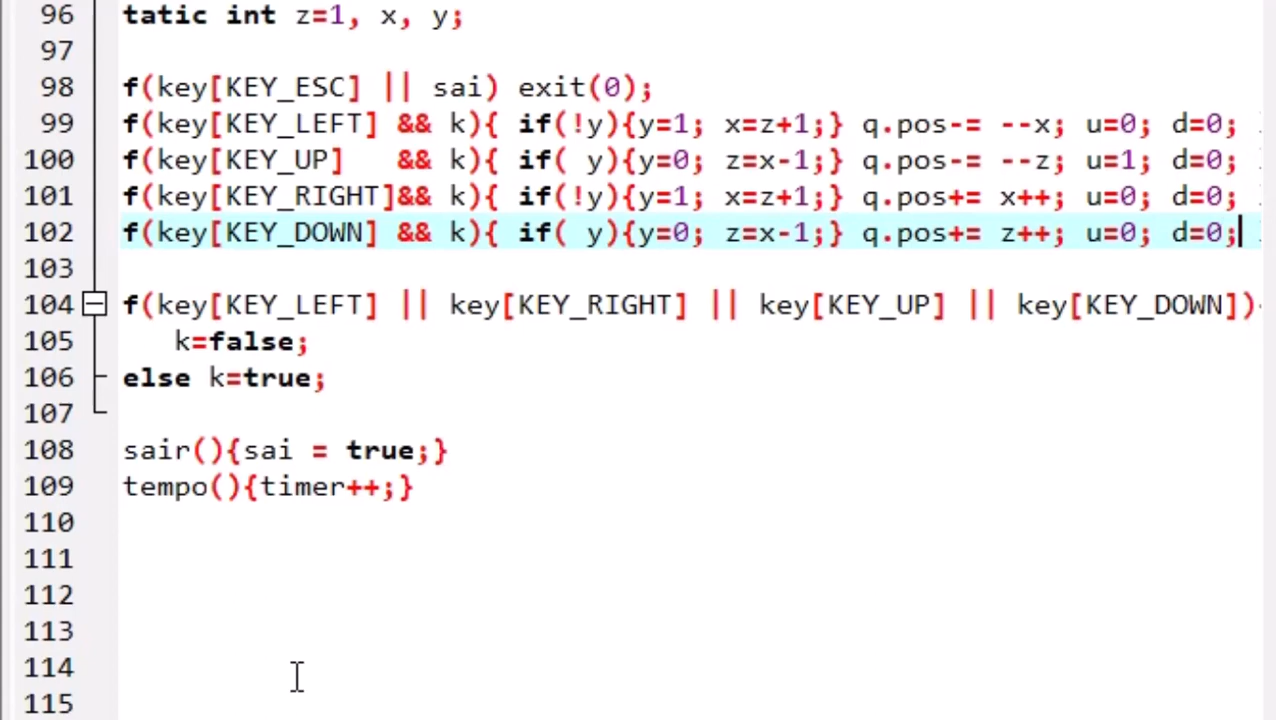 96 tatic int z=1, x, y;
97
98 f(key[KEY_ESC] || sai) exit(0);
99 f(key[KEY_LEFT] && k){ if(!y){y=1; x=z+1;} q.pos-= --x; u=0; d=0;
100 f(key[KEY_UP]   && k){ if( y){y=0; z=x-1;} q.pos-= --z; u=1; d=0;
101 f(key[KEY_RIGHT]&& k){ if(!y){y=1; x=z+1;} q.pos+= x++; u=0; d=0;
102 f(key[KEY_DOWN] && k){ if( y){y=0; z=x-1;} q.pos+= z++; u=0; d=0;
103
104 f(key[KEY_LEFT] || key[KEY_RIGHT] || key[KEY_UP] || key[KEY_DOWN])
105    k=false;
106 else k=true;
107
108 sair(){sai = true;}
109 tempo(){timer++;}
110
111
112
113
114
115